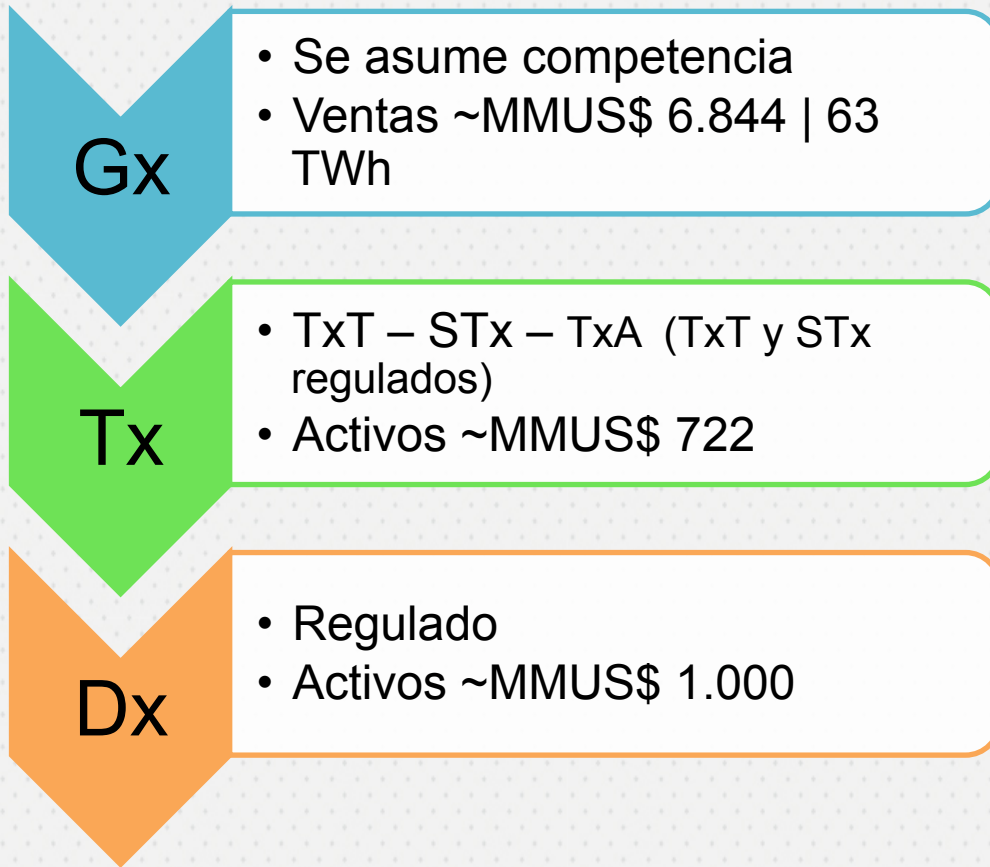 Gx
• Se asume competencia
• Ventas ~MMUS$ 6.844 | 63
TWh
Tx
• TxT – STx – TxA (TxT y STx
regulados)
• Activos ~MMUS$ 722
Dx
• Regulado
• Activos ~MMUS$ 1.000